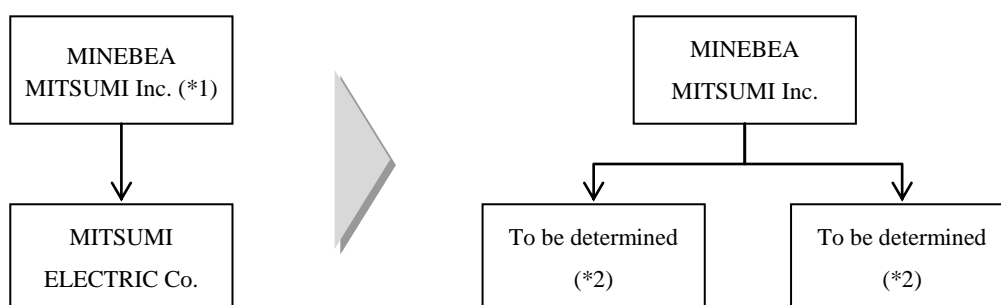 MINEBEA
MITSUMI Inc. (*1)
MITSUMI
ELECTRIC Co.
MINEBEA
MITSUMI Inc.
To be determined
(*2)
To be determined
(*2)